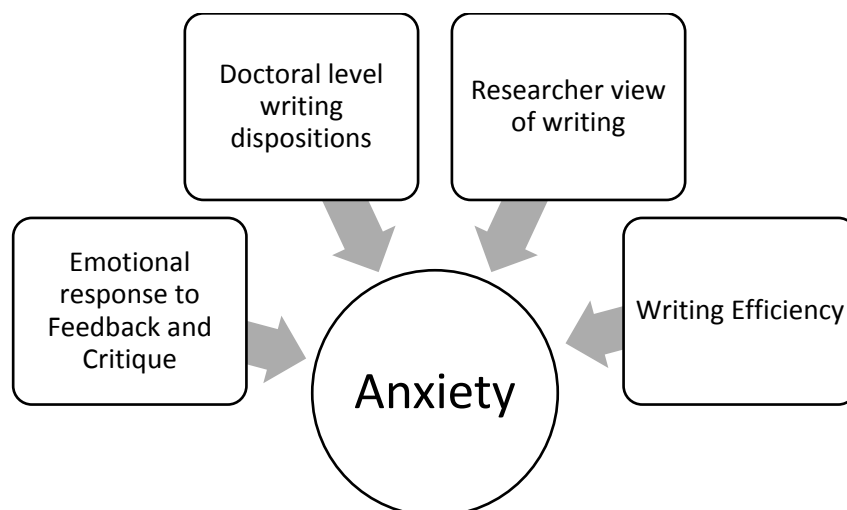 Doctoral level
writing
dispositions
Researcher view
of writing
Emotional
response to
Feedback and
Critique
Writing Efficiency
Anxiety